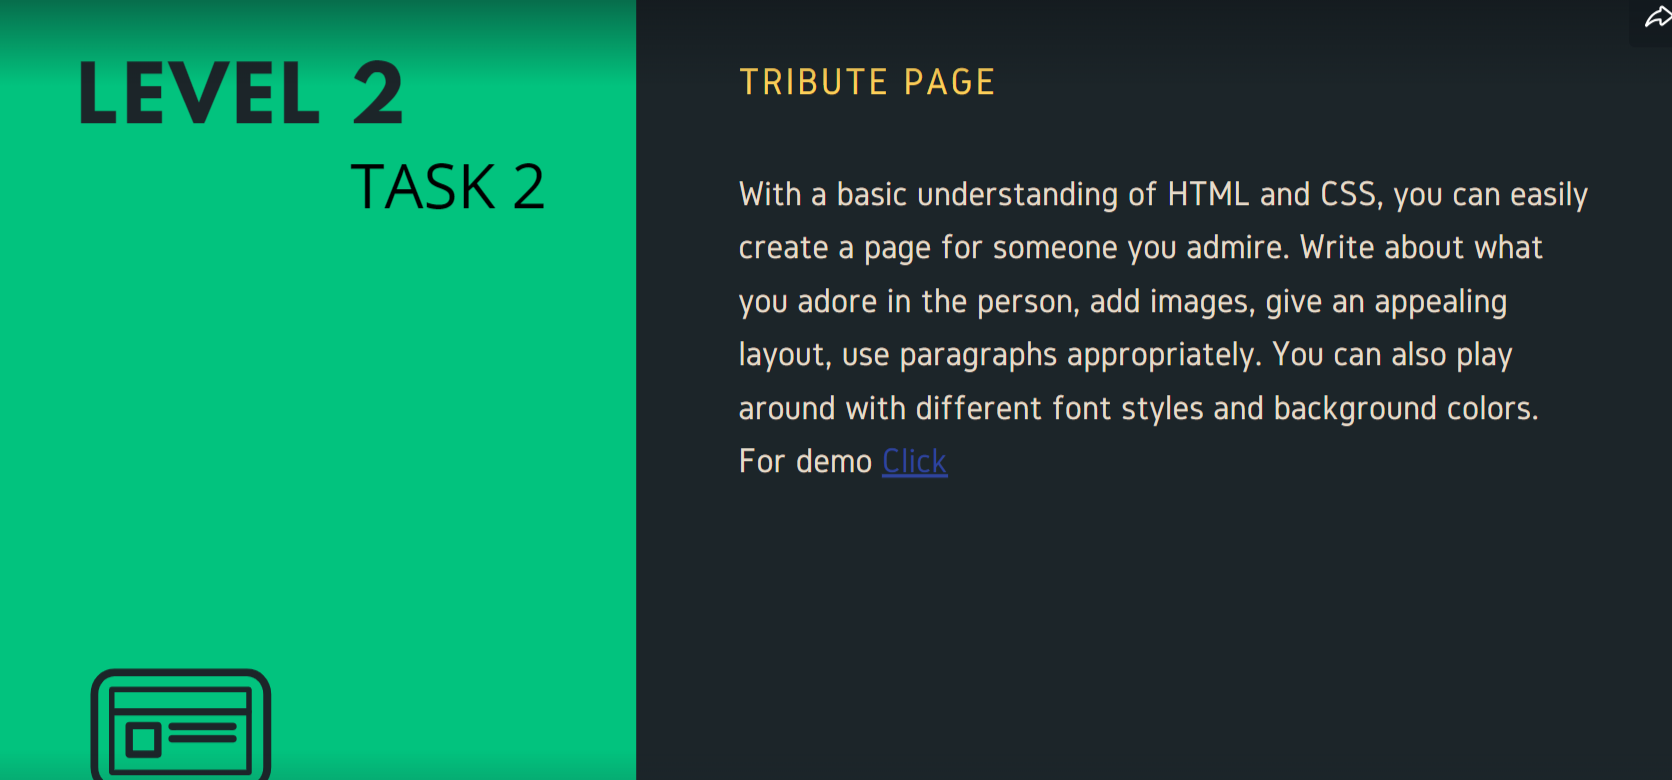 LEVEL 2
TASK 2
TRIBUTE PAGE
With a basic understanding of HTML and CSS, you can easily
create a page for someone you admire. Write about what
you adore in the person, add images, give an appealing
layout, use paragraphs appropriately. You can also play
around with different font styles and background colors.
For demo Click